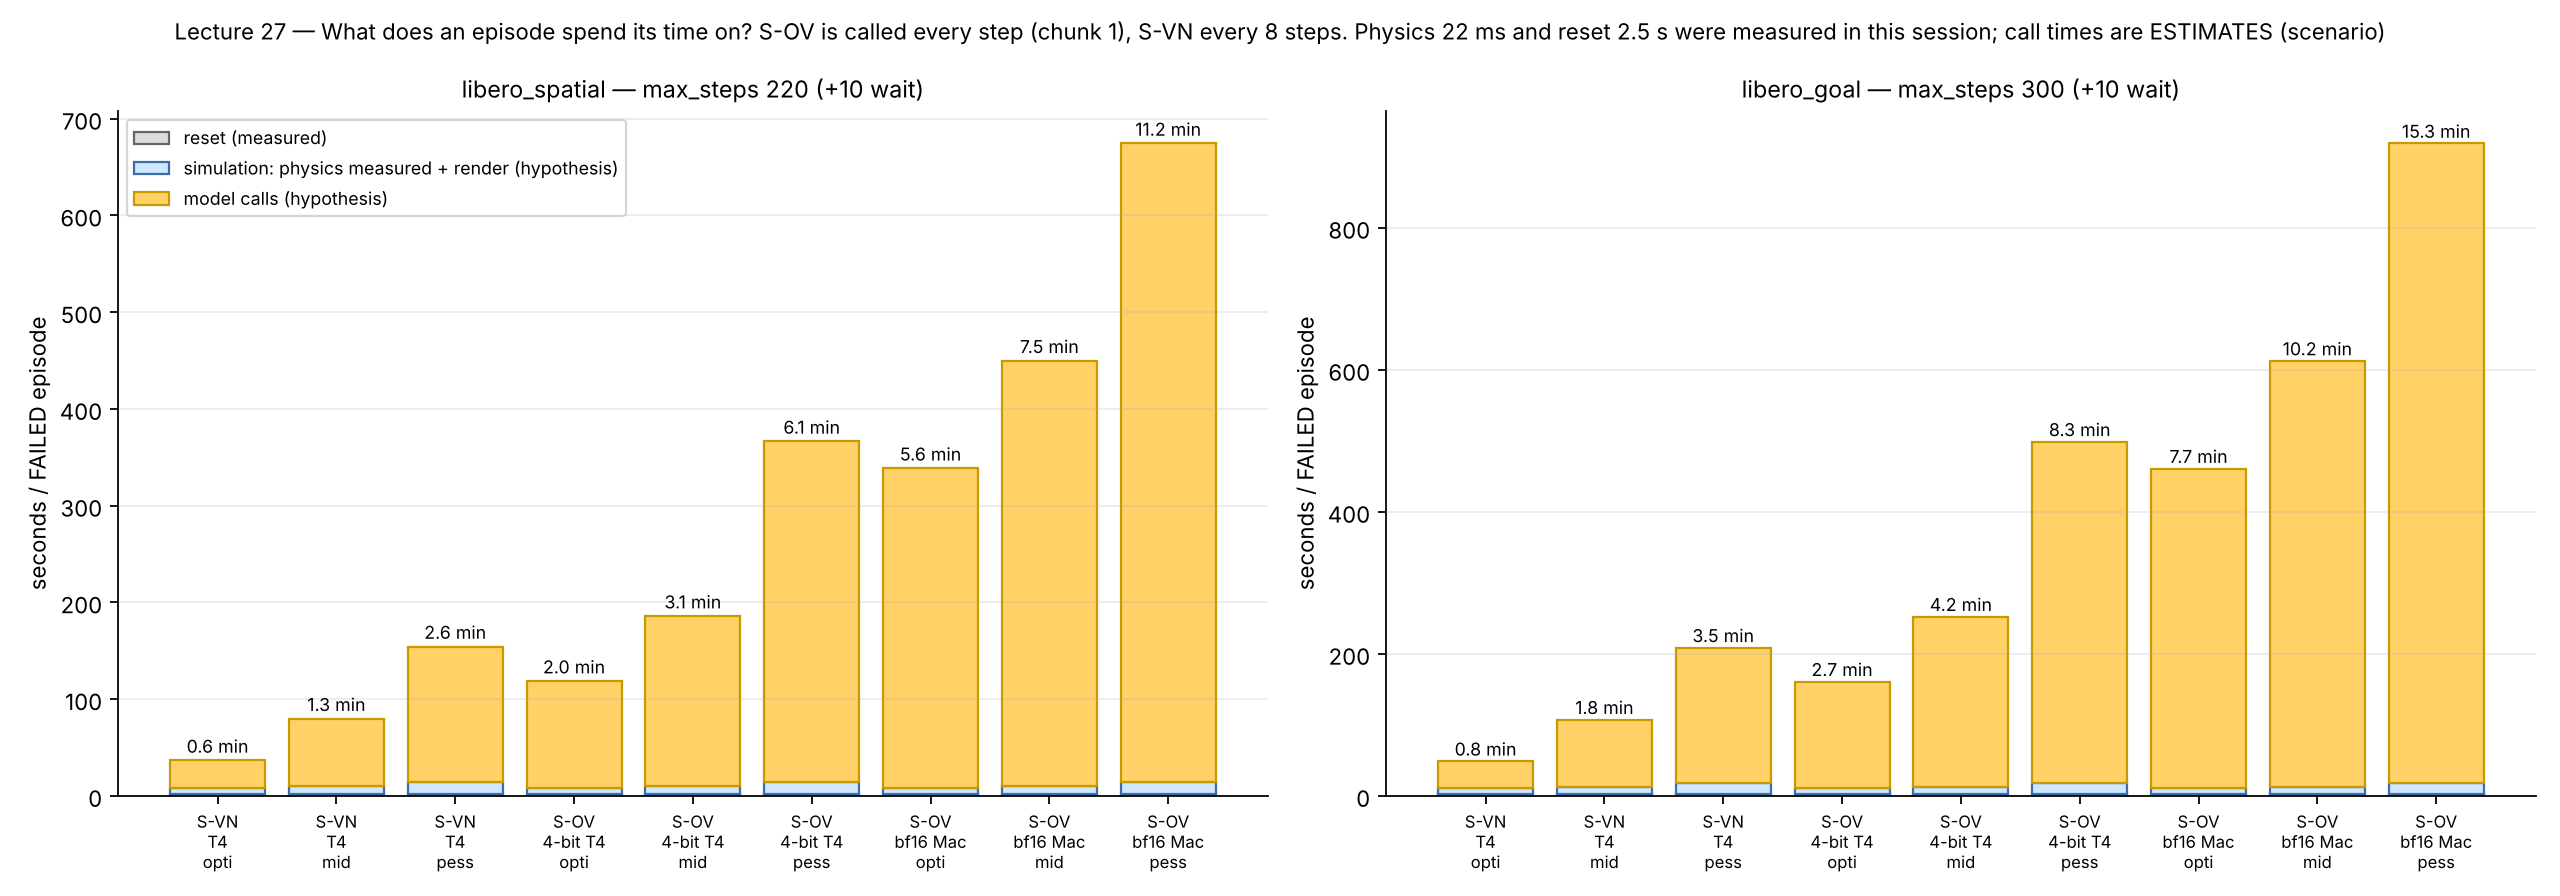 Lecture 27 — What does an episode spend its time on? S-OV is called every step (chunk 1), S-VN every 8 steps. Physics 22 ms and reset 2.5 s were measured in this session; call times are ESTIMATES (scenario)
libero_spatial — max_steps 220 (+10 wait)
seconds / FAILED episode
700
600
500
400
300
200
100
0
reset (measured)
simulation: physics measured + render (hypothesis)
model calls (hypothesis)
0.6 min
1.3 min
2.6 min
2.0 min
3.1 min
6.1 min
5.6 min
7.5 min
11.2 min
S-VN
T4
opti
S-VN
T4
mid
S-VN
T4
pess
S-OV
4-bit T4
opti
S-OV
4-bit T4
mid
S-OV
4-bit T4
pess
S-OV
bf16 Mac
opti
S-OV
bf16 Mac
mid
S-OV
bf16 Mac
pess
libero_goal — max_steps 300 (+10 wait)
seconds / FAILED episode
800
600
400
200
0
0.8 min
1.8 min
3.5 min
2.7 min
4.2 min
8.3 min
7.7 min
10.2 min
15.3 min
S-VN
T4
opti
S-VN
T4
mid
S-VN
T4
pess
S-OV
4-bit T4
opti
S-OV
4-bit T4
mid
S-OV
4-bit T4
pess
S-OV
bf16 Mac
opti
S-OV
bf16 Mac
mid
S-OV
bf16 Mac
pess